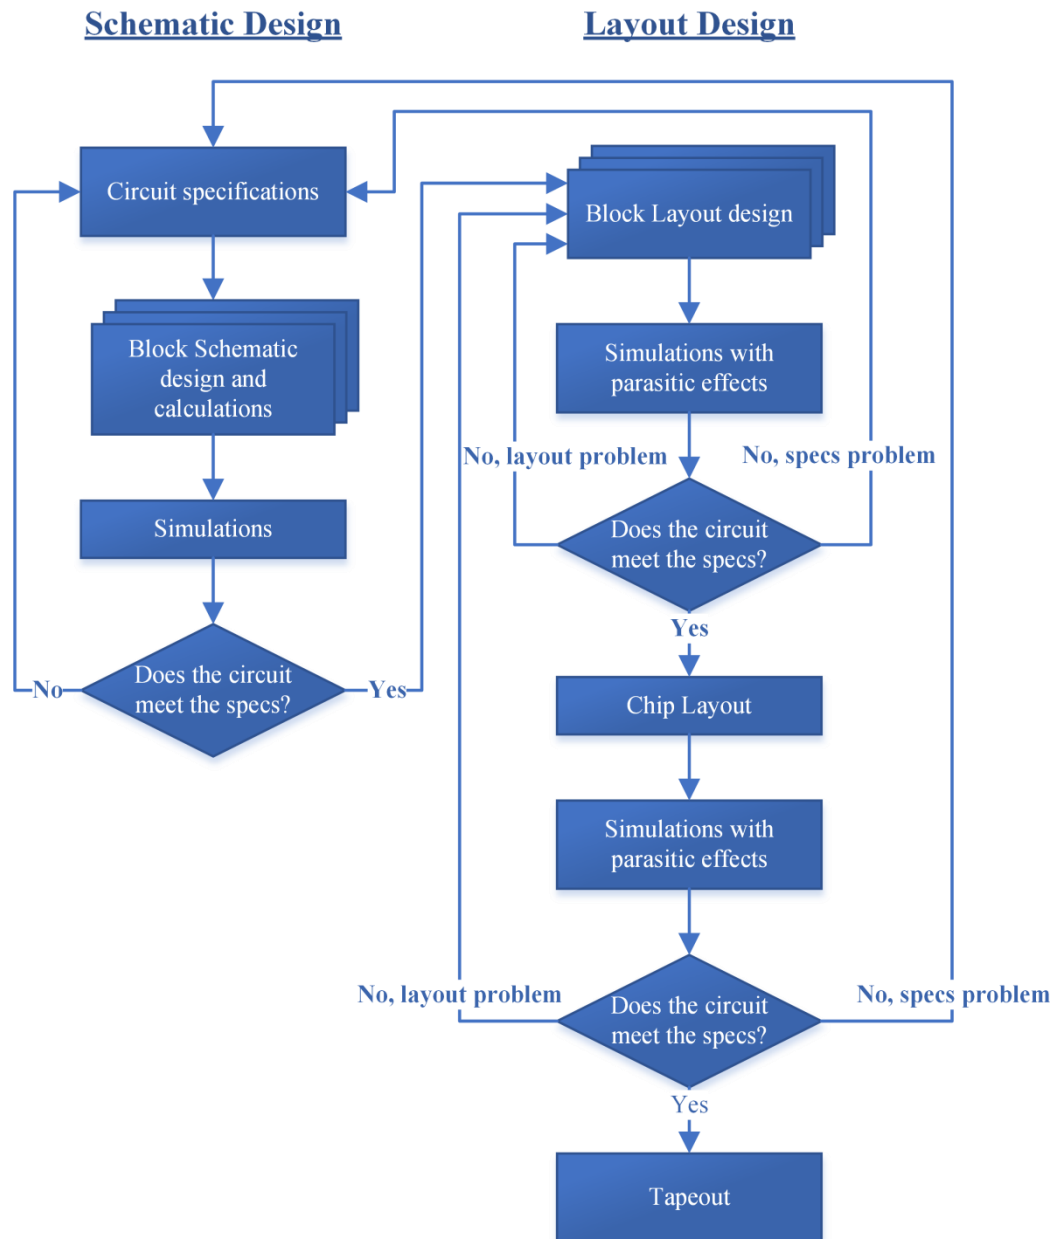 Schematic Design
Layout Design
Circuit specifications
Block Schematic
design and
calculations
Simulations
Does the circuit
meet the specs?
No
Yes
Block Layout design
Simulations with
parasitic effects
No, layout problem
No, specs problem
Does the circuit
meet the specs?
Yes
Chip Layout
Simulations with
parasitic effects
No, layout problem
No, specs problem
Does the circuit
meet the specs?
Yes
Tapeout